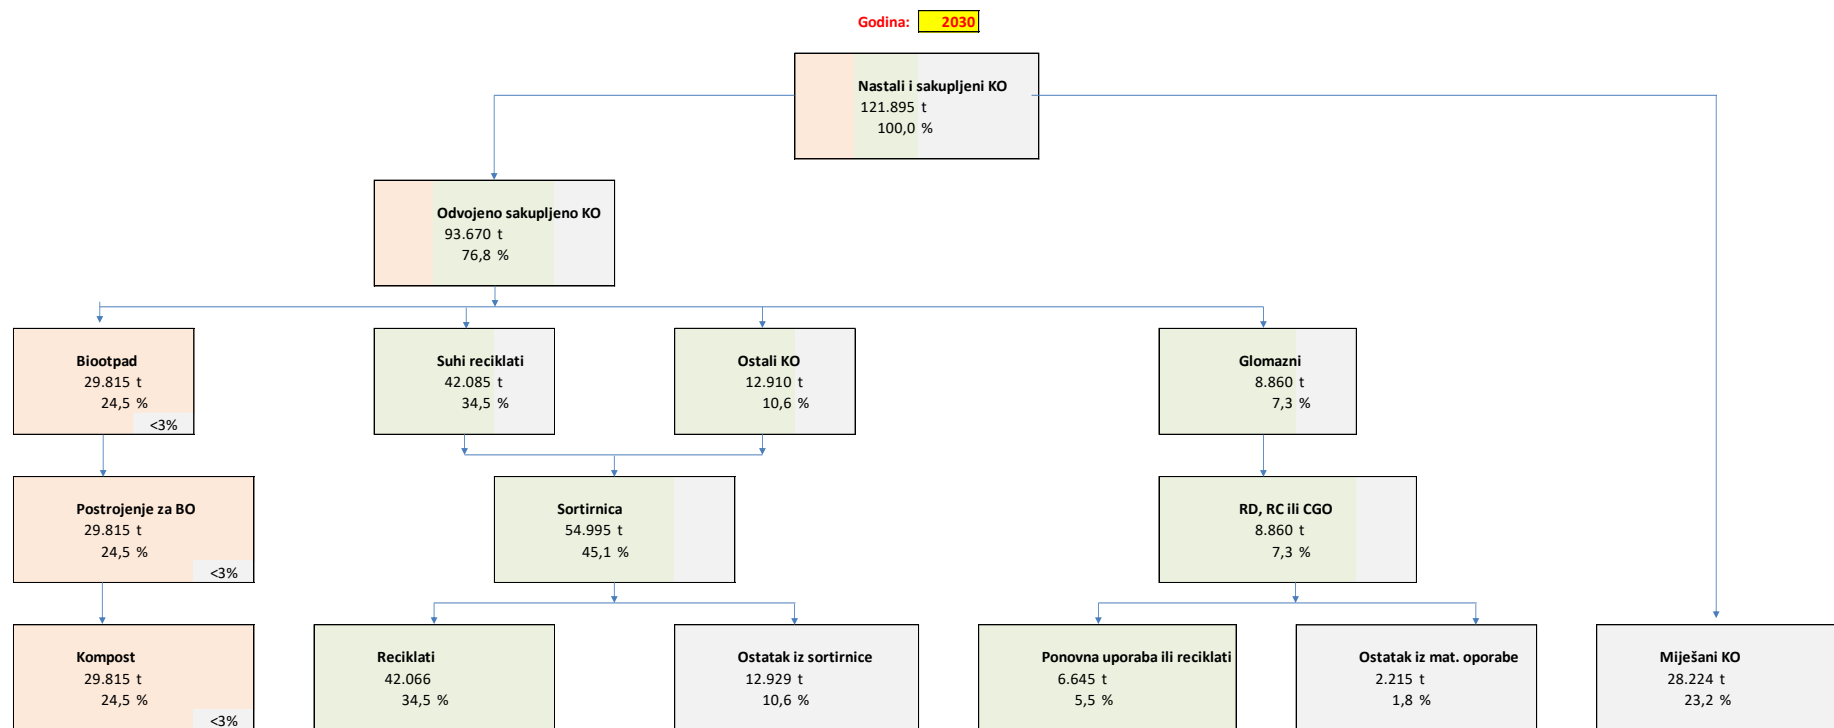 Godina: 2030
Nastali i sakupljeni KO
121.895 t
100,0 %
Odvojeno sakupljeno KO
93.670 t
76,8 %
Biootpad
29.815 t
24,5 %
<3%
Suhi reciklati
42.085 t
34,5 %
Ostali KO
12.910 t
10,6 %
Glomazni
8.860 t
7,3 %
Postrojenje za BO
29.815 t
24,5 %
<3%
Sortirnica
54.995 t
45,1 %
RD, RC ili CGO
8.860 t
7,3 %
Kompost
29.815 t
24,5 %
<3%
Reciklati
42.066
34,5 %
Ostatak iz sortirnice
12.929 t
10,6 %
Ponovna uporaba ili reciklati
6.645 t
5,5 %
Ostatak iz mat. oporabe
2.215 t
1,8 %
Miješani KO
28.224 t
23,2 %